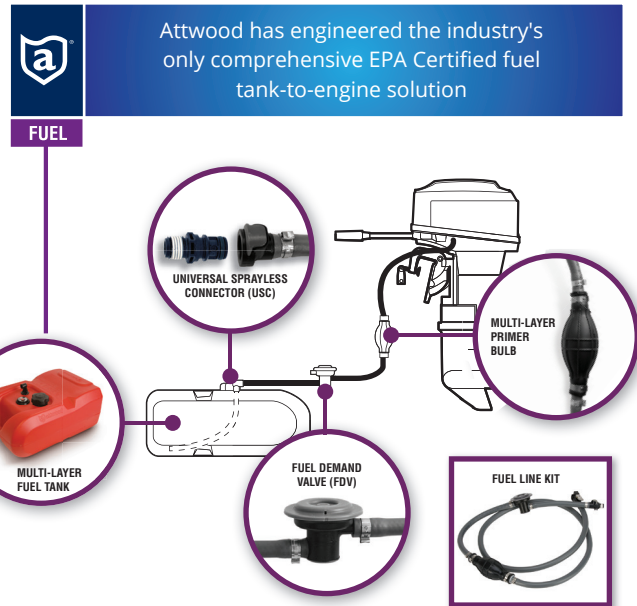 a
Attwood has engineered the industry's
only comprehensive EPA Certified fuel
tank-to-engine solution
FUEL
UNIVERSAL SPRAYLESS
CONNECTOR (USC)
MULTI-LAYER
PRIMER
BULB
MULTI-LAYER
FUEL TANK
FUEL DEMAND
VALVE (FDV)
FUEL LINE KIT